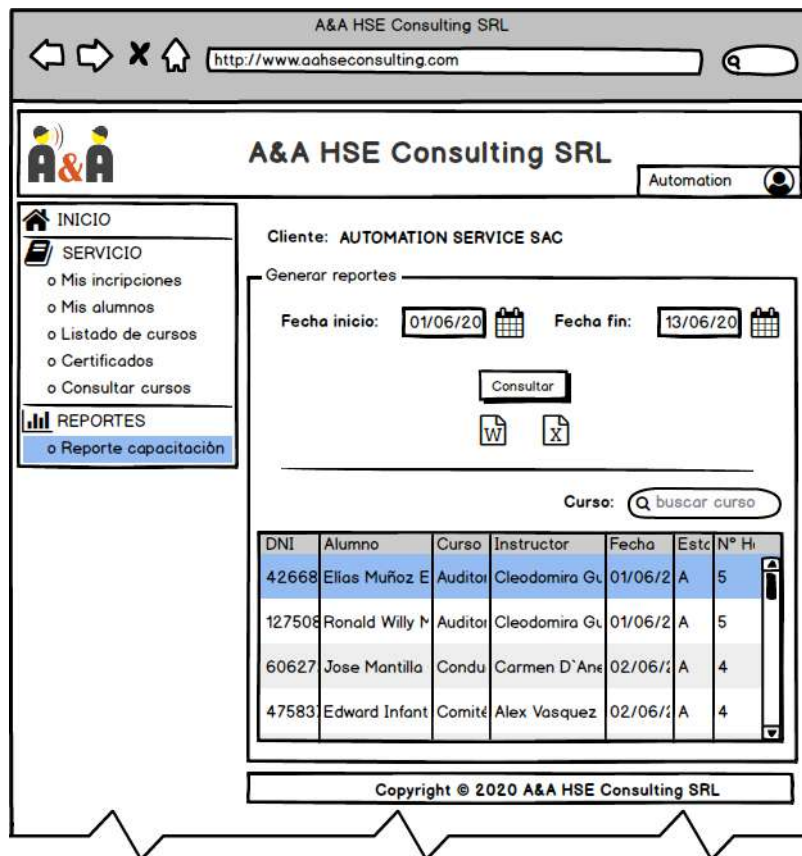 A&A HSE Consulting SRL
http://www.aahseconsulting.com
A&A
A&A HSE Consulting SRL
Automation
INICIO
SERVICIO
o Mis incripciones
o Mis alumnos
o Listado de cursos
o Certificados
o Consultar cursos
REPORTES
o Reporte capacitación
Cliente: AUTOMATION SERVICE SAC
Generar reportes
Fecha inicio: 01/06/20 Fecha fin: 13/06/20
Consultar
W X
Curso: buscar curso
DNI Alumno Curso Instructor Fecha Esta N° H
42668 Elías Muñoz E Auditor Cleodomira Gu 01/06/2 A 5
127508 Ronald Willy M Auditor Cleodomira Gu 01/06/2 A 5
60627 Jose Mantilla Condu Carmen D`Ane 02/06/2 A 4
47583 Edward Infant Comité Alex Vasquez 02/06/2 A 4
Copyright © 2020 A&A HSE Consulting SRL